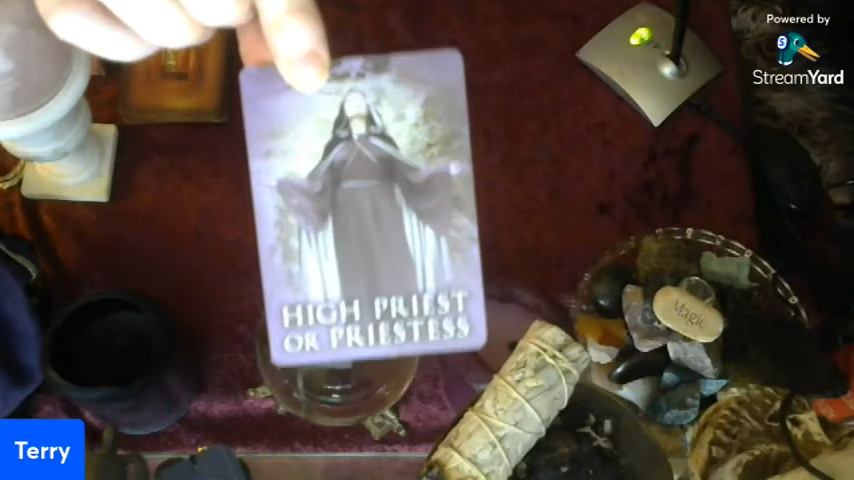 Powered by
StreamYard
HIGH PRIEST
OR PRIESTESS
Magic
Terry